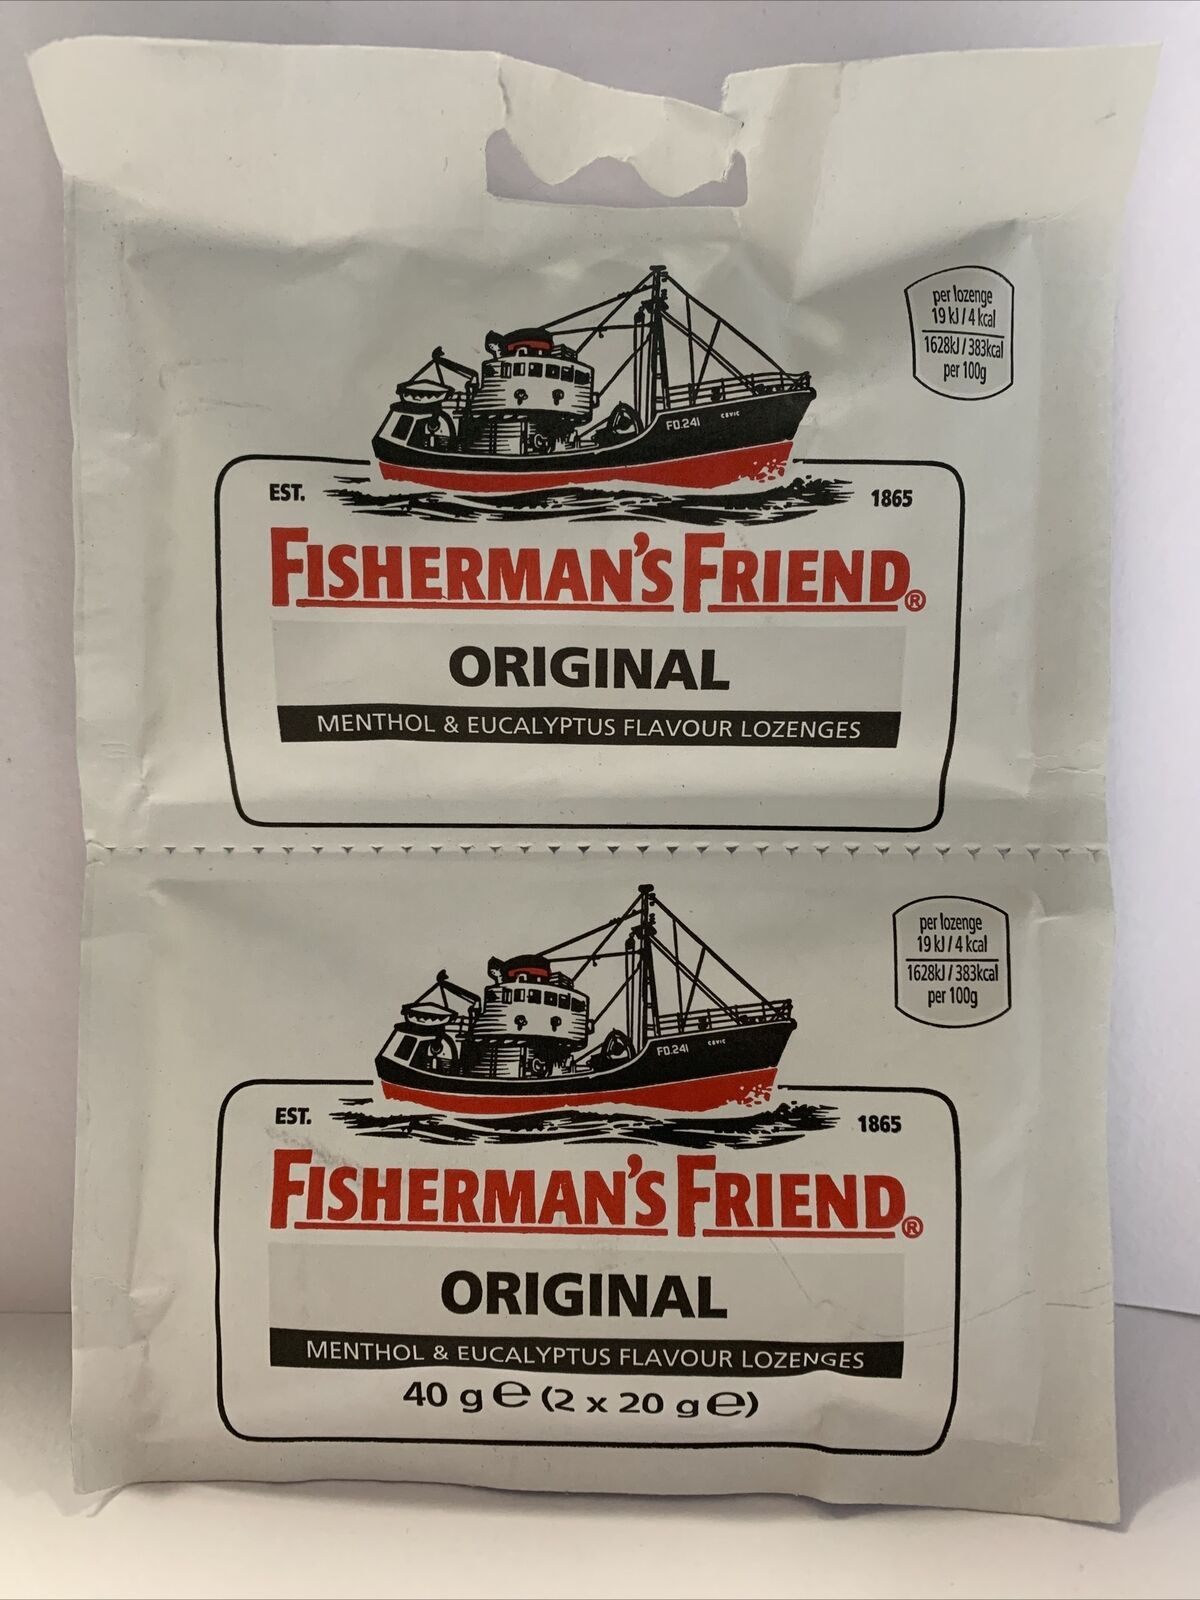 per lozenge
19 kJ / 4 kcal
1628kJ / 383kcal
per 100g
FD.241
CEVIC
EST.
1865
FISHERMAN'S FRIEND®
ORIGINAL
MENTHOL & EUCALYPTUS FLAVOUR LOZENGES
per lozenge
19 kJ / 4 kcal
1628kJ / 383kcal
per 100g
FD.241
CEVIC
EST.
1865
FISHERMAN'S FRIEND®
ORIGINAL
MENTHOL & EUCALYPTUS FLAVOUR LOZENGES
40 g ℮ (2 x 20 g ℮)